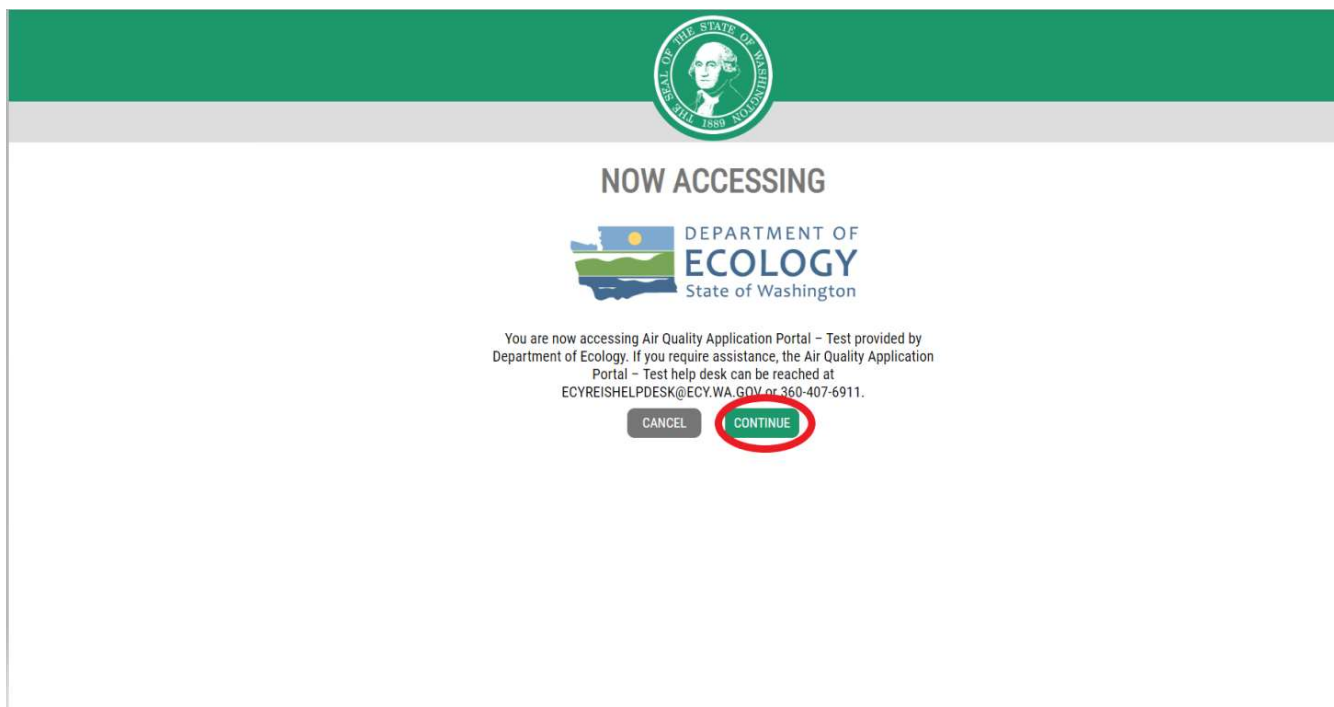 THE SEAL OF THE STATE OF WASHINGTON
1889
NOW ACCESSING
DEPARTMENT OF
ECOLOGY
State of Washington
You are now accessing Air Quality Application Portal – Test provided by
Department of Ecology. If you require assistance, the Air Quality Application
Portal – Test help desk can be reached at
ECYREISHELPDESK@ECY.WA.GOV or 360-407-6911.
CANCEL CONTINUE